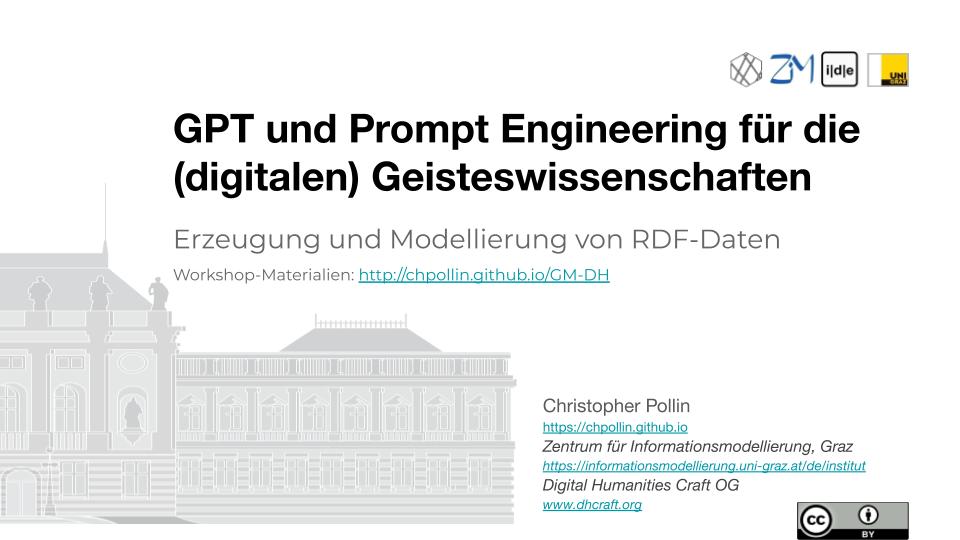 ZIM
i|d|e
UNI
GRAZ
GPT und Prompt Engineering für die
(digitalen) Geisteswissenschaften
Erzeugung und Modellierung von RDF-Daten
Workshop-Materialien: http://chpollin.github.io/GM-DH
Christopher Pollin
https://chpollin.github.io
Zentrum für Informationsmodellierung, Graz
https://informationsmodellierung.uni-graz.at/de/institut
Digital Humanities Craft OG
www.dhcraft.org
cc
BY